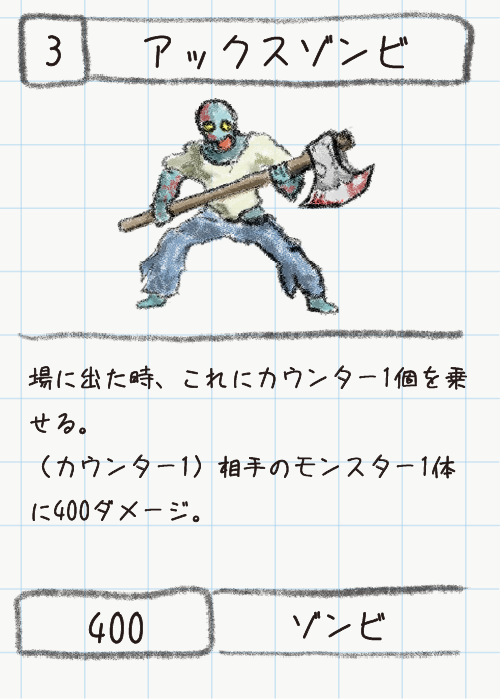 3
アックスゾンビ
場に出た時、これにカウンター1個を乗
せる。
（カウンター1）相手のモンスター1体
に400ダメージ。
400
ゾンビ